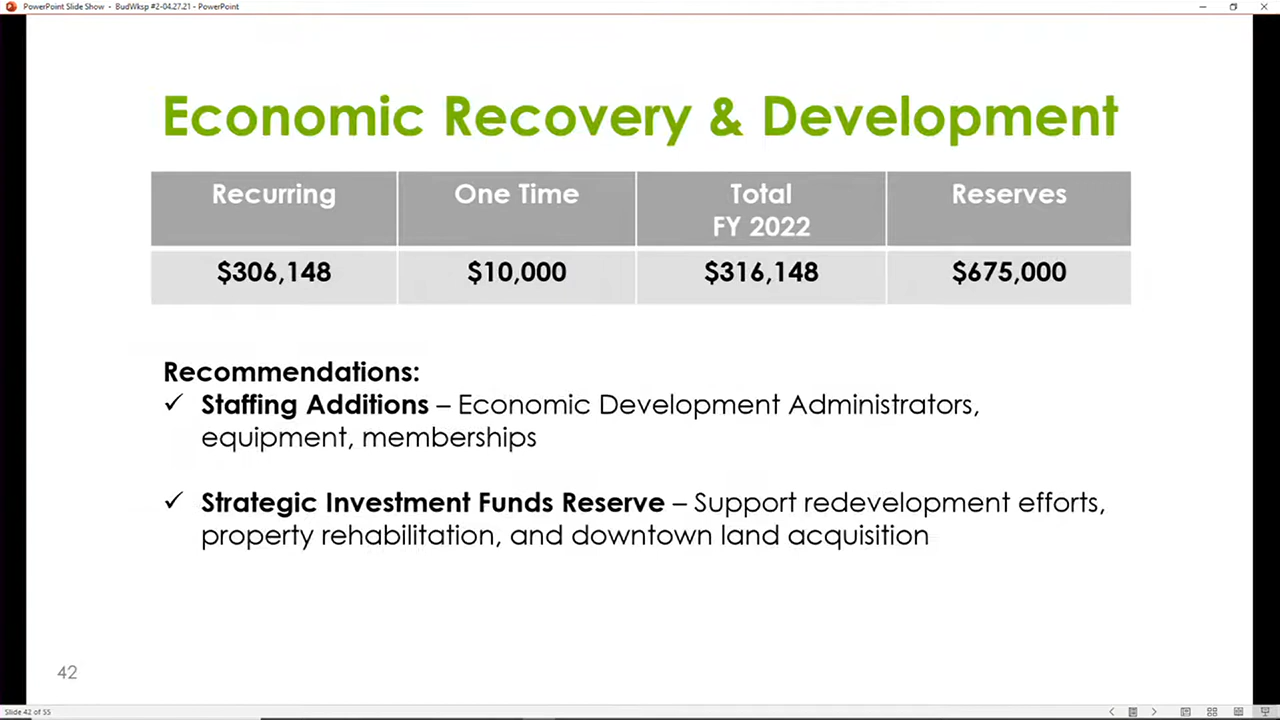 PowerPoint Slide Show - BudWksp #2-04.27.21 - PowerPoint
Economic Recovery & Development
Recurring One Time Total FY 2022 Reserves
$306,148 $10,000 $316,148 $675,000
Recommendations:
✓ Staffing Additions – Economic Development Administrators,
equipment, memberships
✓ Strategic Investment Funds Reserve – Support redevelopment efforts,
property rehabilitation, and downtown land acquisition
42
Slide 42 of 55